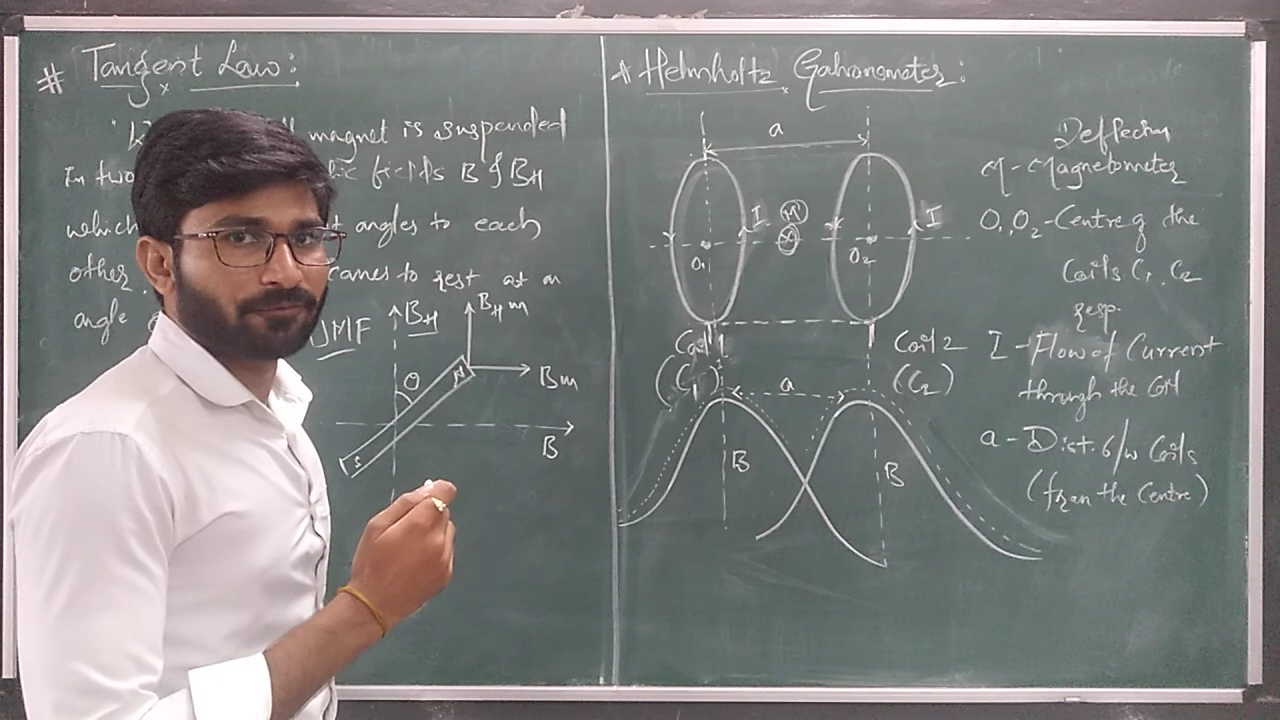 # Tangent Law:
magnet is suspended
In two fields B & BH
which angles to each
other. comes to rest at an
angle
JMF
BH
BH m
θ
N
Bm
S
B
* Helmholtz Galvanometer:
a
I
M
I
O1
O2
Coil 1
(C1)
Coil 2
(C2)
a
B
B
Deflection
M - Magnetometer
O1 O2 - Centre of the
Coils C1, C2
resp.
I - Flow of Current
through the Coil
a - Dist. b/w Coils
(from the Centre)